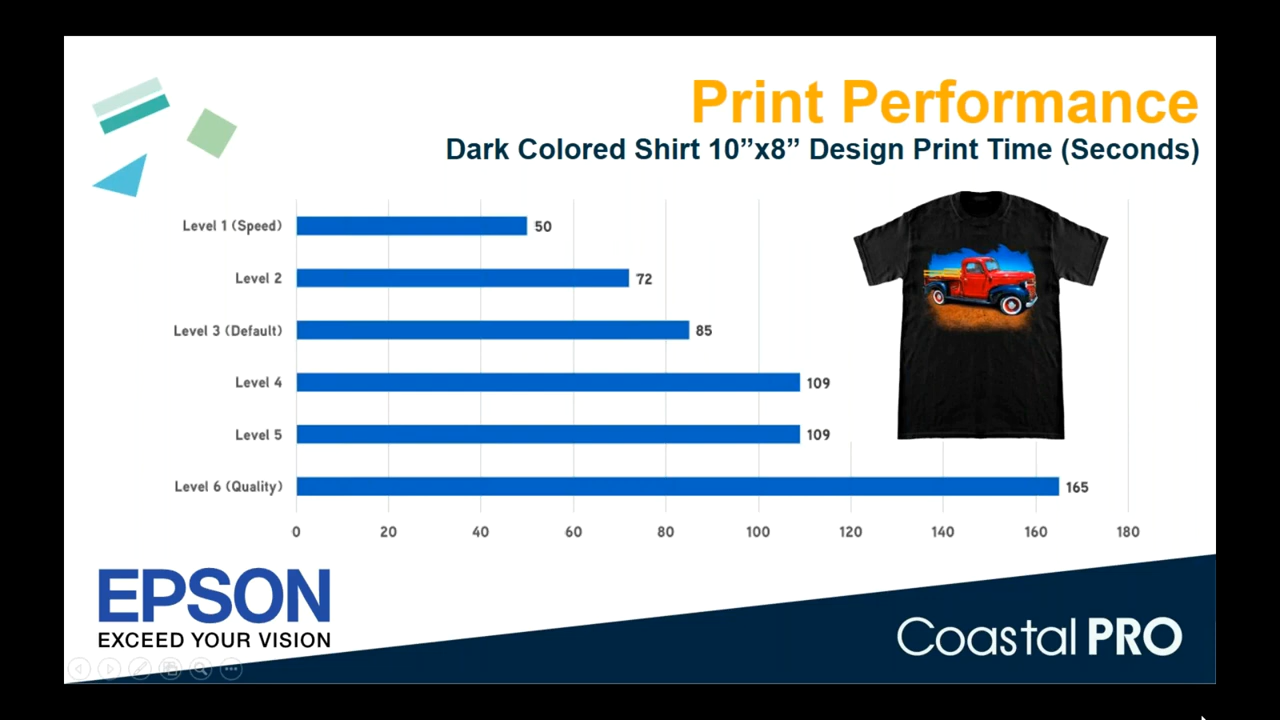 Print Performance
Dark Colored Shirt 10”x8” Design Print Time (Seconds)
Level 1 (Speed) 50
Level 2 72
Level 3 (Default) 85
Level 4 109
Level 5 109
Level 6 (Quality) 165
0 20 40 60 80 100 120 140 160 180
EPSON
EXCEED YOUR VISION
Coastal PRO